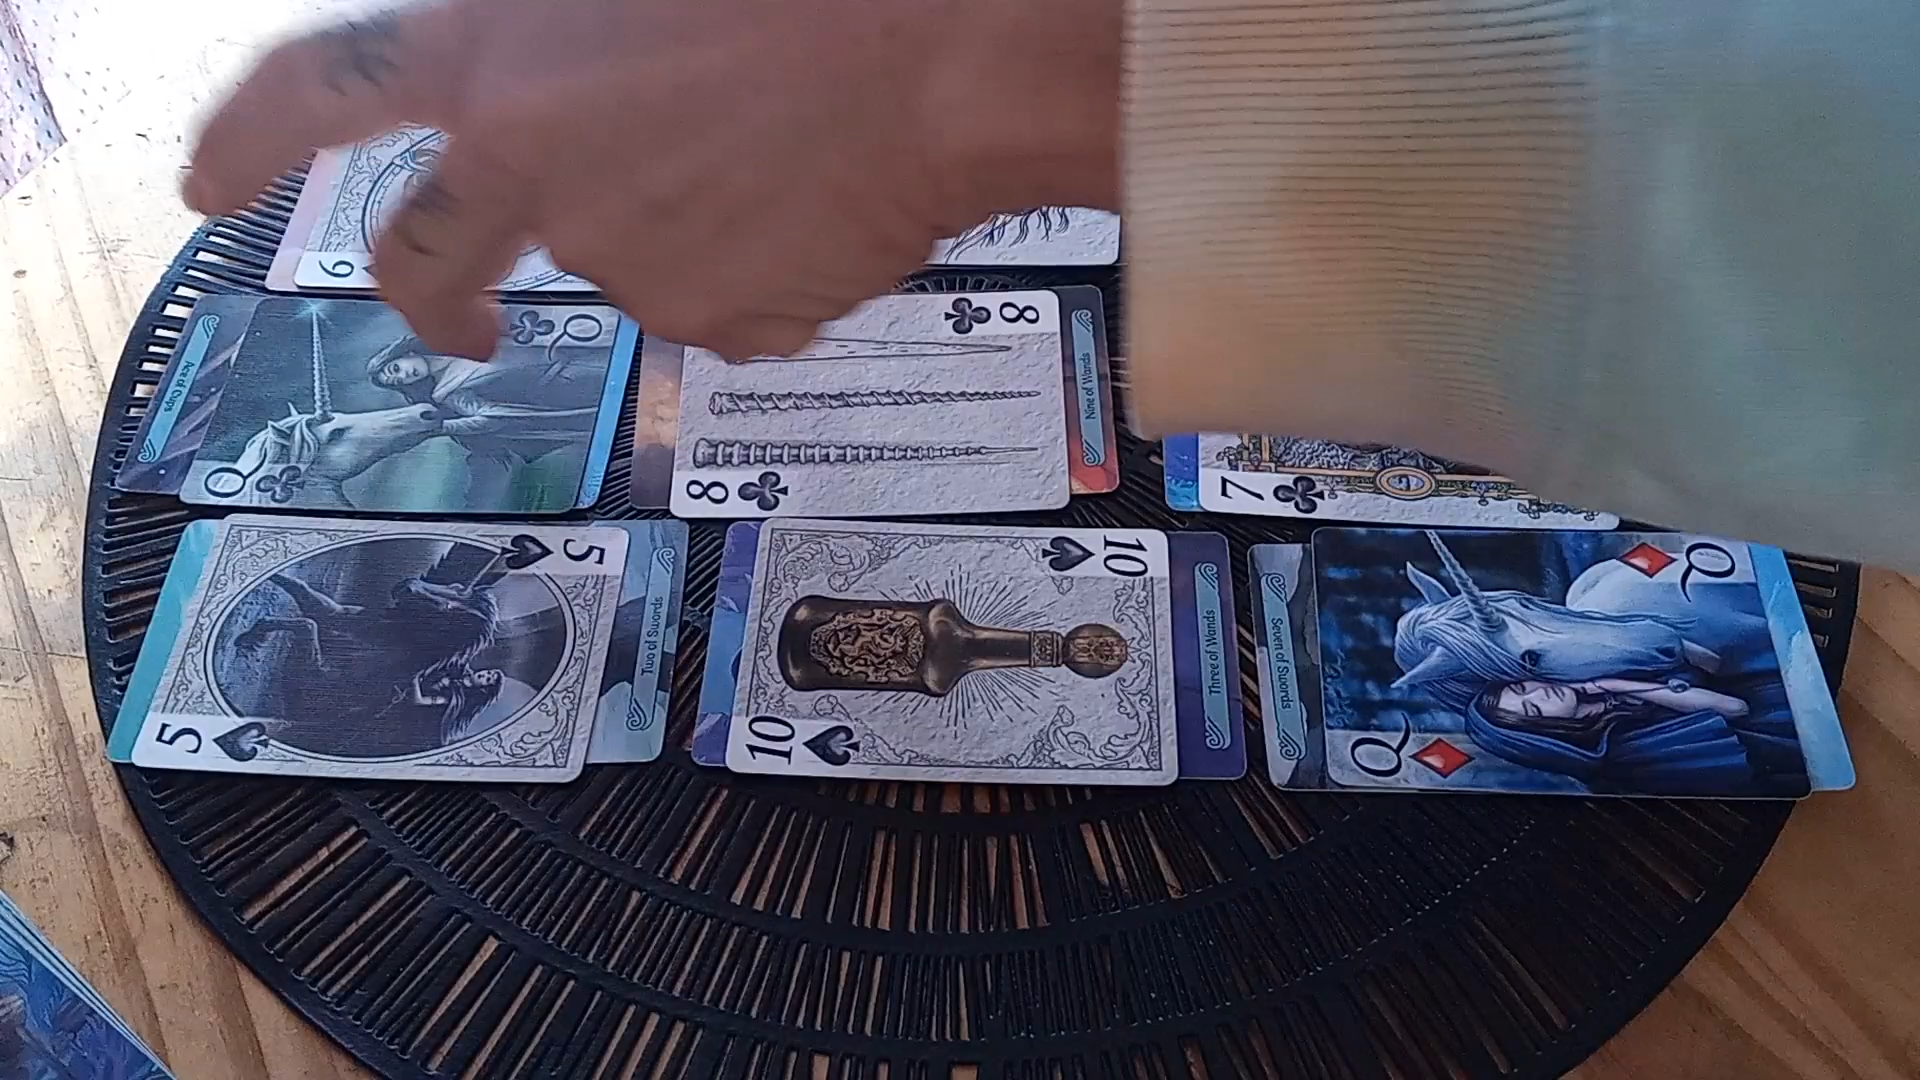 6
Q
Q
Ace of Cups
8
8
Nine of Wands
7
5
5
Two of Swords
10
10
Three of Wands
Seven of Swords
Q
Q